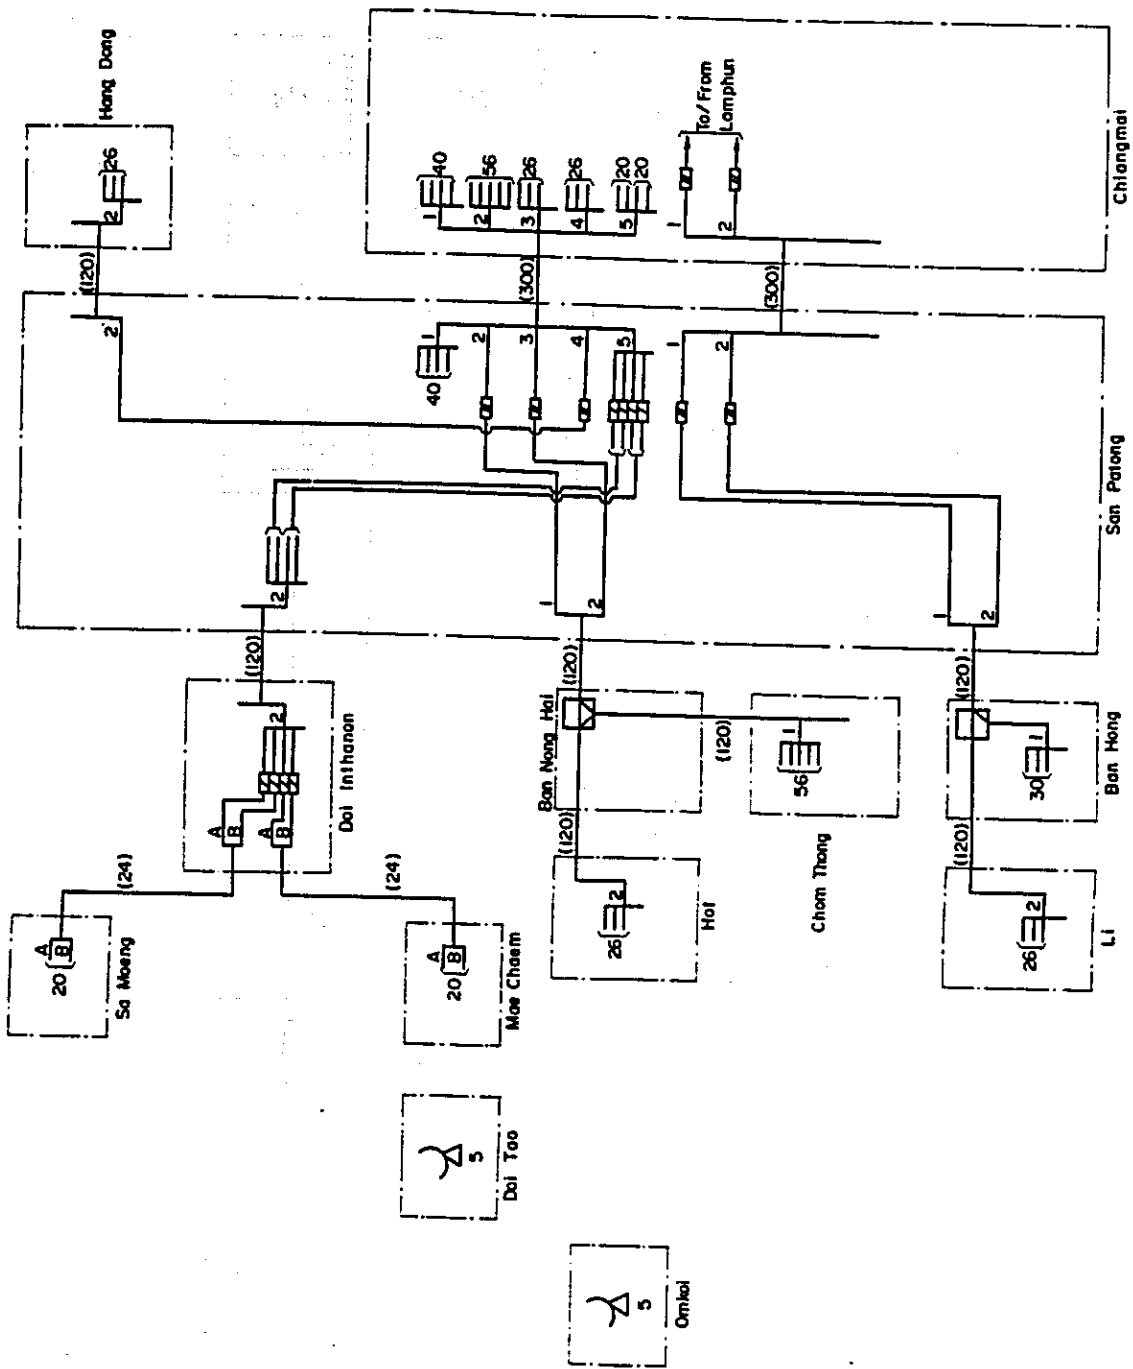 Hang Dong
26
2
(120)
2
Chiangmai
40
56
26
26
20
20
1
2
3
4
5
To/From
Lamphun
1
2
(300)
(300)
San Patong
40
2
3
4
5
1
2
2
1
2
1
2
(120)
(120)
(120)
Doi Inthanon
2
A
B
A
B
(24)
(24)
Sa Moeng
A
B
20
Mae Chaem
A
B
20
Ban Nong Hai
(120)
(120)
Chom Thong
1
56
Hot
2
26
Ban Hong
1
30
(120)
Li
2
26
Doi Tao
5
Omkoi
5